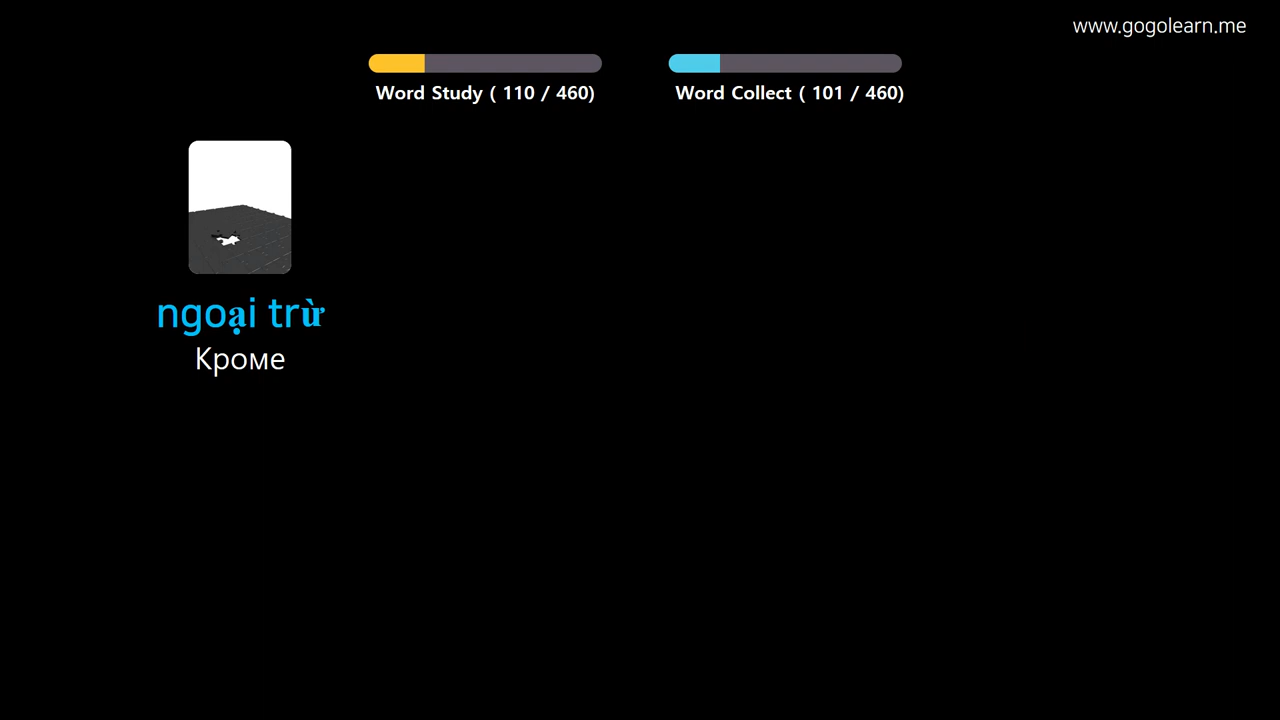 www.gogolearn.me
Word Study ( 110 / 460)
Word Collect ( 101 / 460)
ngoại trừ
Кроме